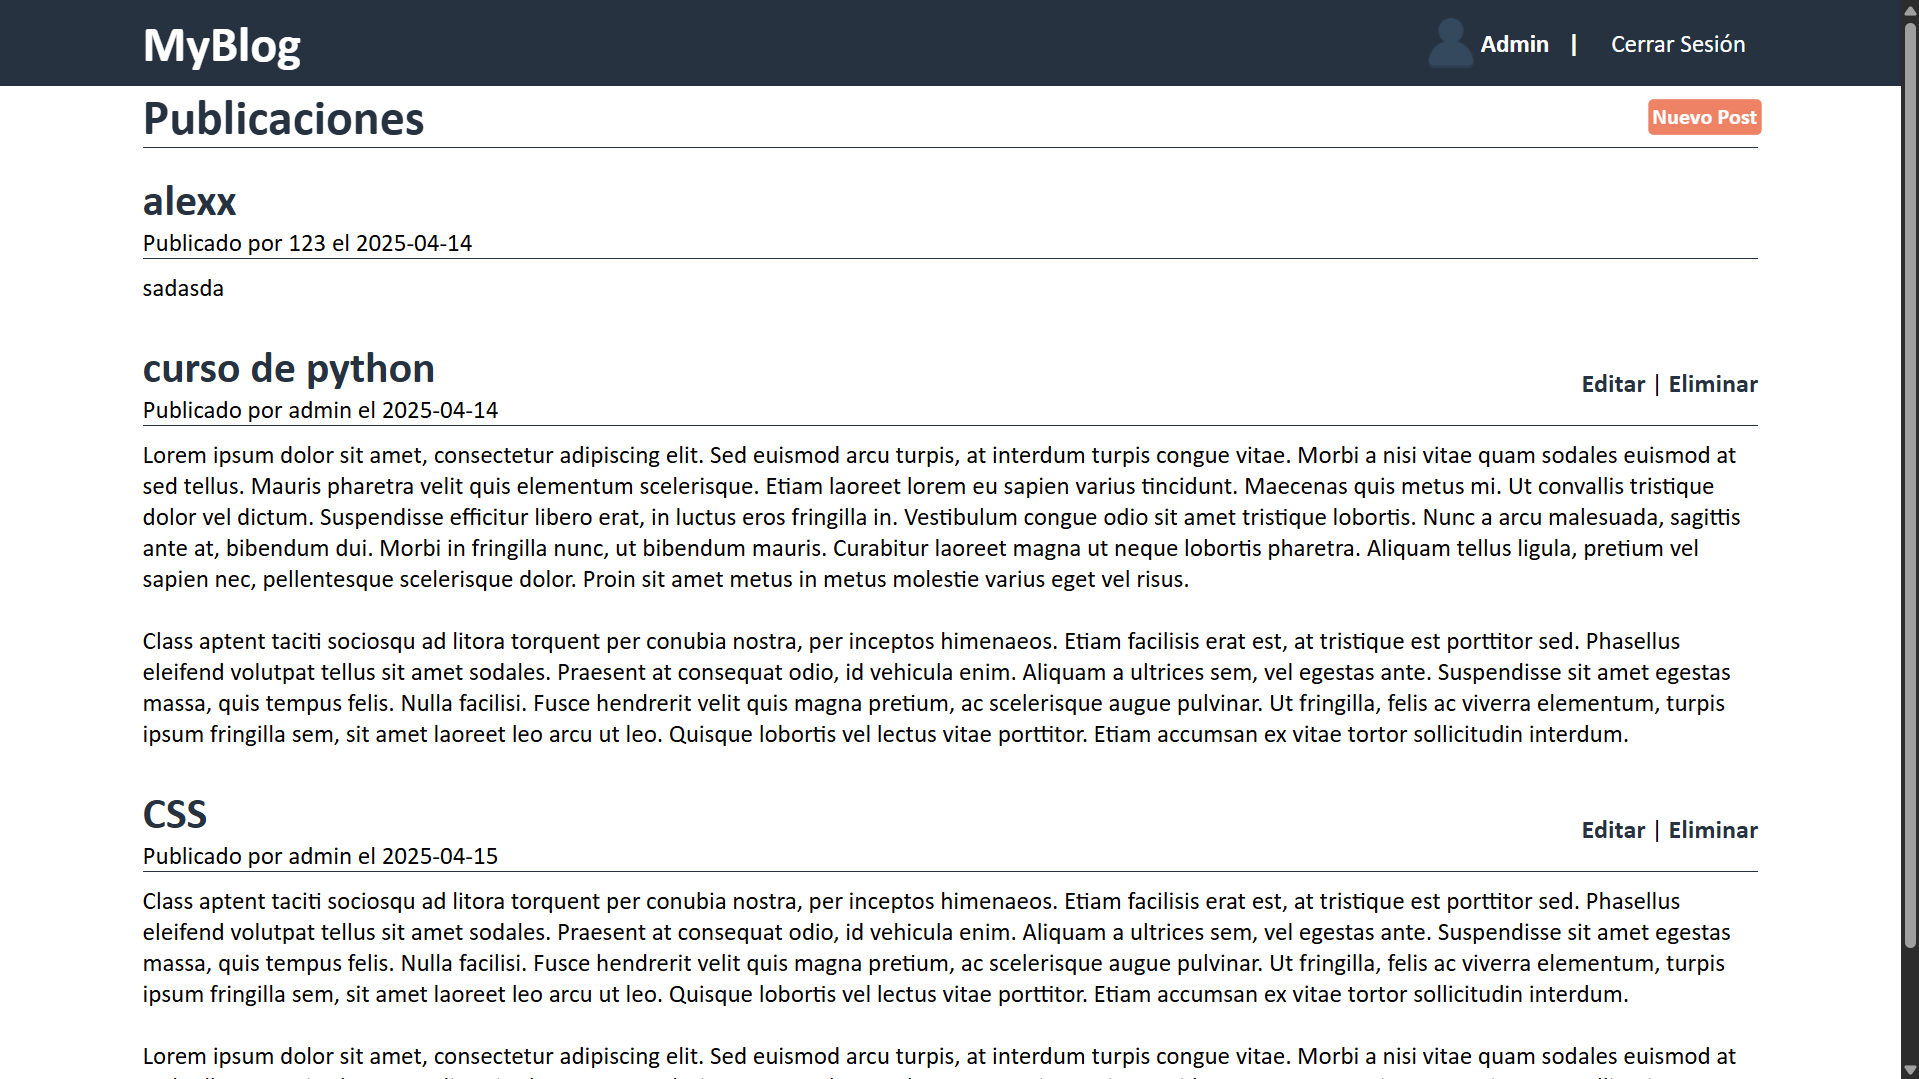 MyBlog
Admin | Cerrar Sesión
Publicaciones
Nuevo Post
alexx
Publicado por 123 el 2025-04-14
sadasda
curso de python
Editar | Eliminar
Publicado por admin el 2025-04-14
Lorem ipsum dolor sit amet, consectetur adipiscing elit. Sed euismod arcu turpis, at interdum turpis congue vitae. Morbi a nisi vitae quam sodales euismod at
sed tellus. Mauris pharetra velit quis elementum scelerisque. Etiam laoreet lorem eu sapien varius tincidunt. Maecenas quis metus mi. Ut convallis tristique
dolor vel dictum. Suspendisse efficitur libero erat, in luctus eros fringilla in. Vestibulum congue odio sit amet tristique lobortis. Nunc a arcu malesuada, sagittis
ante at, bibendum dui. Morbi in fringilla nunc, ut bibendum mauris. Curabitur laoreet magna ut neque lobortis pharetra. Aliquam tellus ligula, pretium vel
sapien nec, pellentesque scelerisque dolor. Proin sit amet metus in metus molestie varius eget vel risus.
Class aptent taciti sociosqu ad litora torquent per conubia nostra, per inceptos himenaeos. Etiam facilisis erat est, at tristique est porttitor sed. Phasellus
eleifend volutpat tellus sit amet sodales. Praesent at consequat odio, id vehicula enim. Aliquam a ultrices sem, vel egestas ante. Suspendisse sit amet egestas
massa, quis tempus felis. Nulla facilisi. Fusce hendrerit velit quis magna pretium, ac scelerisque augue pulvinar. Ut fringilla, felis ac viverra elementum, turpis
ipsum fringilla sem, sit amet laoreet leo arcu ut leo. Quisque lobortis vel lectus vitae porttitor. Etiam accumsan ex vitae tortor sollicitudin interdum.
CSS
Editar | Eliminar
Publicado por admin el 2025-04-15
Class aptent taciti sociosqu ad litora torquent per conubia nostra, per inceptos himenaeos. Etiam facilisis erat est, at tristique est porttitor sed. Phasellus
eleifend volutpat tellus sit amet sodales. Praesent at consequat odio, id vehicula enim. Aliquam a ultrices sem, vel egestas ante. Suspendisse sit amet egestas
massa, quis tempus felis. Nulla facilisi. Fusce hendrerit velit quis magna pretium, ac scelerisque augue pulvinar. Ut fringilla, felis ac viverra elementum, turpis
ipsum fringilla sem, sit amet laoreet leo arcu ut leo. Quisque lobortis vel lectus vitae porttitor. Etiam accumsan ex vitae tortor sollicitudin interdum.
Lorem ipsum dolor sit amet, consectetur adipiscing elit. Sed euismod arcu turpis, at interdum turpis congue vitae. Morbi a nisi vitae quam sodales euismod at